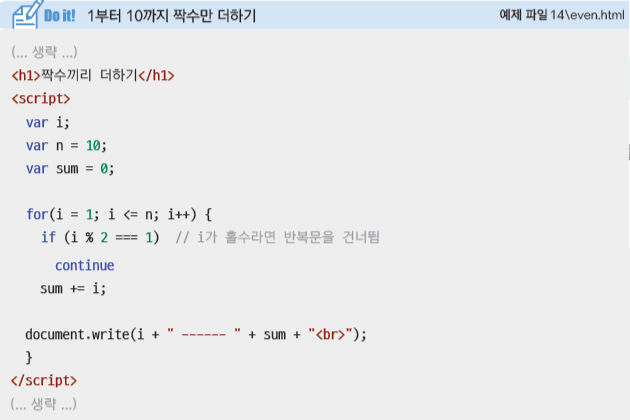 Do it! 1부터 10까지 짝수만 더하기 예제 파일 14\even.html
(... 생략 ...)
<h1>짝수끼리 더하기</h1>
<script>
var i;
var n = 10;
var sum = 0;
for(i = 1; i <= n; i++) {
if (i % 2 === 1) // i가 홀수라면 반복문을 건너뜀
continue
sum += i;
document.write(i + " ------ " + sum + "<br>");
}
</script>
(... 생략 ...)